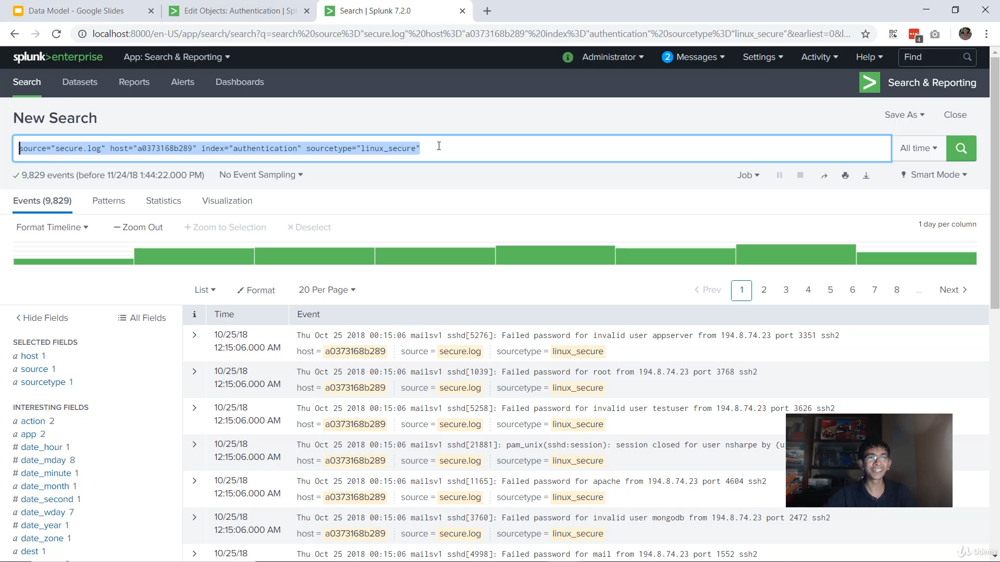 Data Model - Google Slides
Edit Objects: Authentication | Spl
Search | Splunk 7.2.0
localhost:8000/en-US/app/search/search?q=search%20source%3D"secure.log"%20host%3D"a0373168b289"%20index%3D"authentication"%20sourcetype%3D"linux_secure"&earliest=0&l...
4
splunk>enterprise
App: Search & Reporting
i
Administrator
2
Messages
Settings
Activity
Help
Find
Search
Datasets
Reports
Alerts
Dashboards
>
Search & Reporting
New Search
Save As
Close
source="secure.log" host="a0373168b289" index="authentication" sourcetype="linux_secure"
All time
9,829 events (before 11/24/18 1:44:22.000 PM)
No Event Sampling
Job
Smart Mode
Events (9,829)
Patterns
Statistics
Visualization
Format Timeline
— Zoom Out
+ Zoom to Selection
× Deselect
1 day per column
List
Format
20 Per Page
< Prev
1
2
3
4
5
6
7
8
...
Next >
< Hide Fields
All Fields
i
Time
Event
SELECTED FIELDS
a host 1
a source 1
a sourcetype 1
INTERESTING FIELDS
a action 2
a app 2
# date_hour 1
# date_mday 8
# date_minute 1
a date_month 1
# date_second 1
a date_wday 7
# date_year 1
a date_zone 1
a dest 1
10/25/18
12:15:06.000 AM
Thu Oct 25 2018 00:15:06 mailsv1 sshd[5276]: Failed password for invalid user appserver from 194.8.74.23 port 3351 ssh2
host = a0373168b289 source = secure.log sourcetype = linux_secure
10/25/18
12:15:06.000 AM
Thu Oct 25 2018 00:15:06 mailsv1 sshd[1039]: Failed password for root from 194.8.74.23 port 3768 ssh2
host = a0373168b289 source = secure.log sourcetype = linux_secure
10/25/18
12:15:06.000 AM
Thu Oct 25 2018 00:15:06 mailsv1 sshd[5258]: Failed password for invalid user testuser from 194.8.74.23 port 3626 ssh2
host = a0373168b289 source = secure.log sourcetype = linux_secure
10/25/18
12:15:06.000 AM
Thu Oct 25 2018 00:15:06 mailsv1 sshd[21881]: pam_unix(sshd:session): session closed for user nsharpe by (u
host = a0373168b289 source = secure.log sourcetype = linux_secure
10/25/18
12:15:06.000 AM
Thu Oct 25 2018 00:15:06 mailsv1 sshd[1165]: Failed password for apache from 194.8.74.23 port 4604 ssh2
host = a0373168b289 source = secure.log sourcetype = linux_secure
10/25/18
12:15:06.000 AM
Thu Oct 25 2018 00:15:06 mailsv1 sshd[3760]: Failed password for invalid user mongodb from 194.8.74.23 port 2472 ssh2
host = a0373168b289 source = secure.log sourcetype = linux_secure
10/25/18
Thu Oct 25 2018 00:15:06 mailsv1 sshd[4998]: Failed password for mail from 194.8.74.23 port 1552 ssh2
Udemy